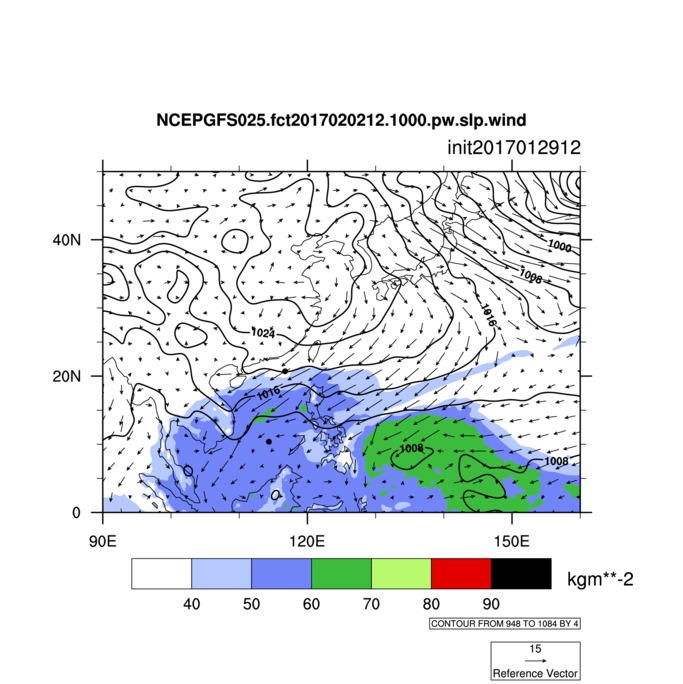 NCEPGFS025.fct2017020212.1000.pw.slp.wind
init2017012912
1000
40N
1008
1016
1024
20N
1016
1008
1008
0
90E 120E 150E
kgm**-2
40 50 60 70 80 90
CONTOUR FROM 948 TO 1084 BY 4
15
Reference Vector